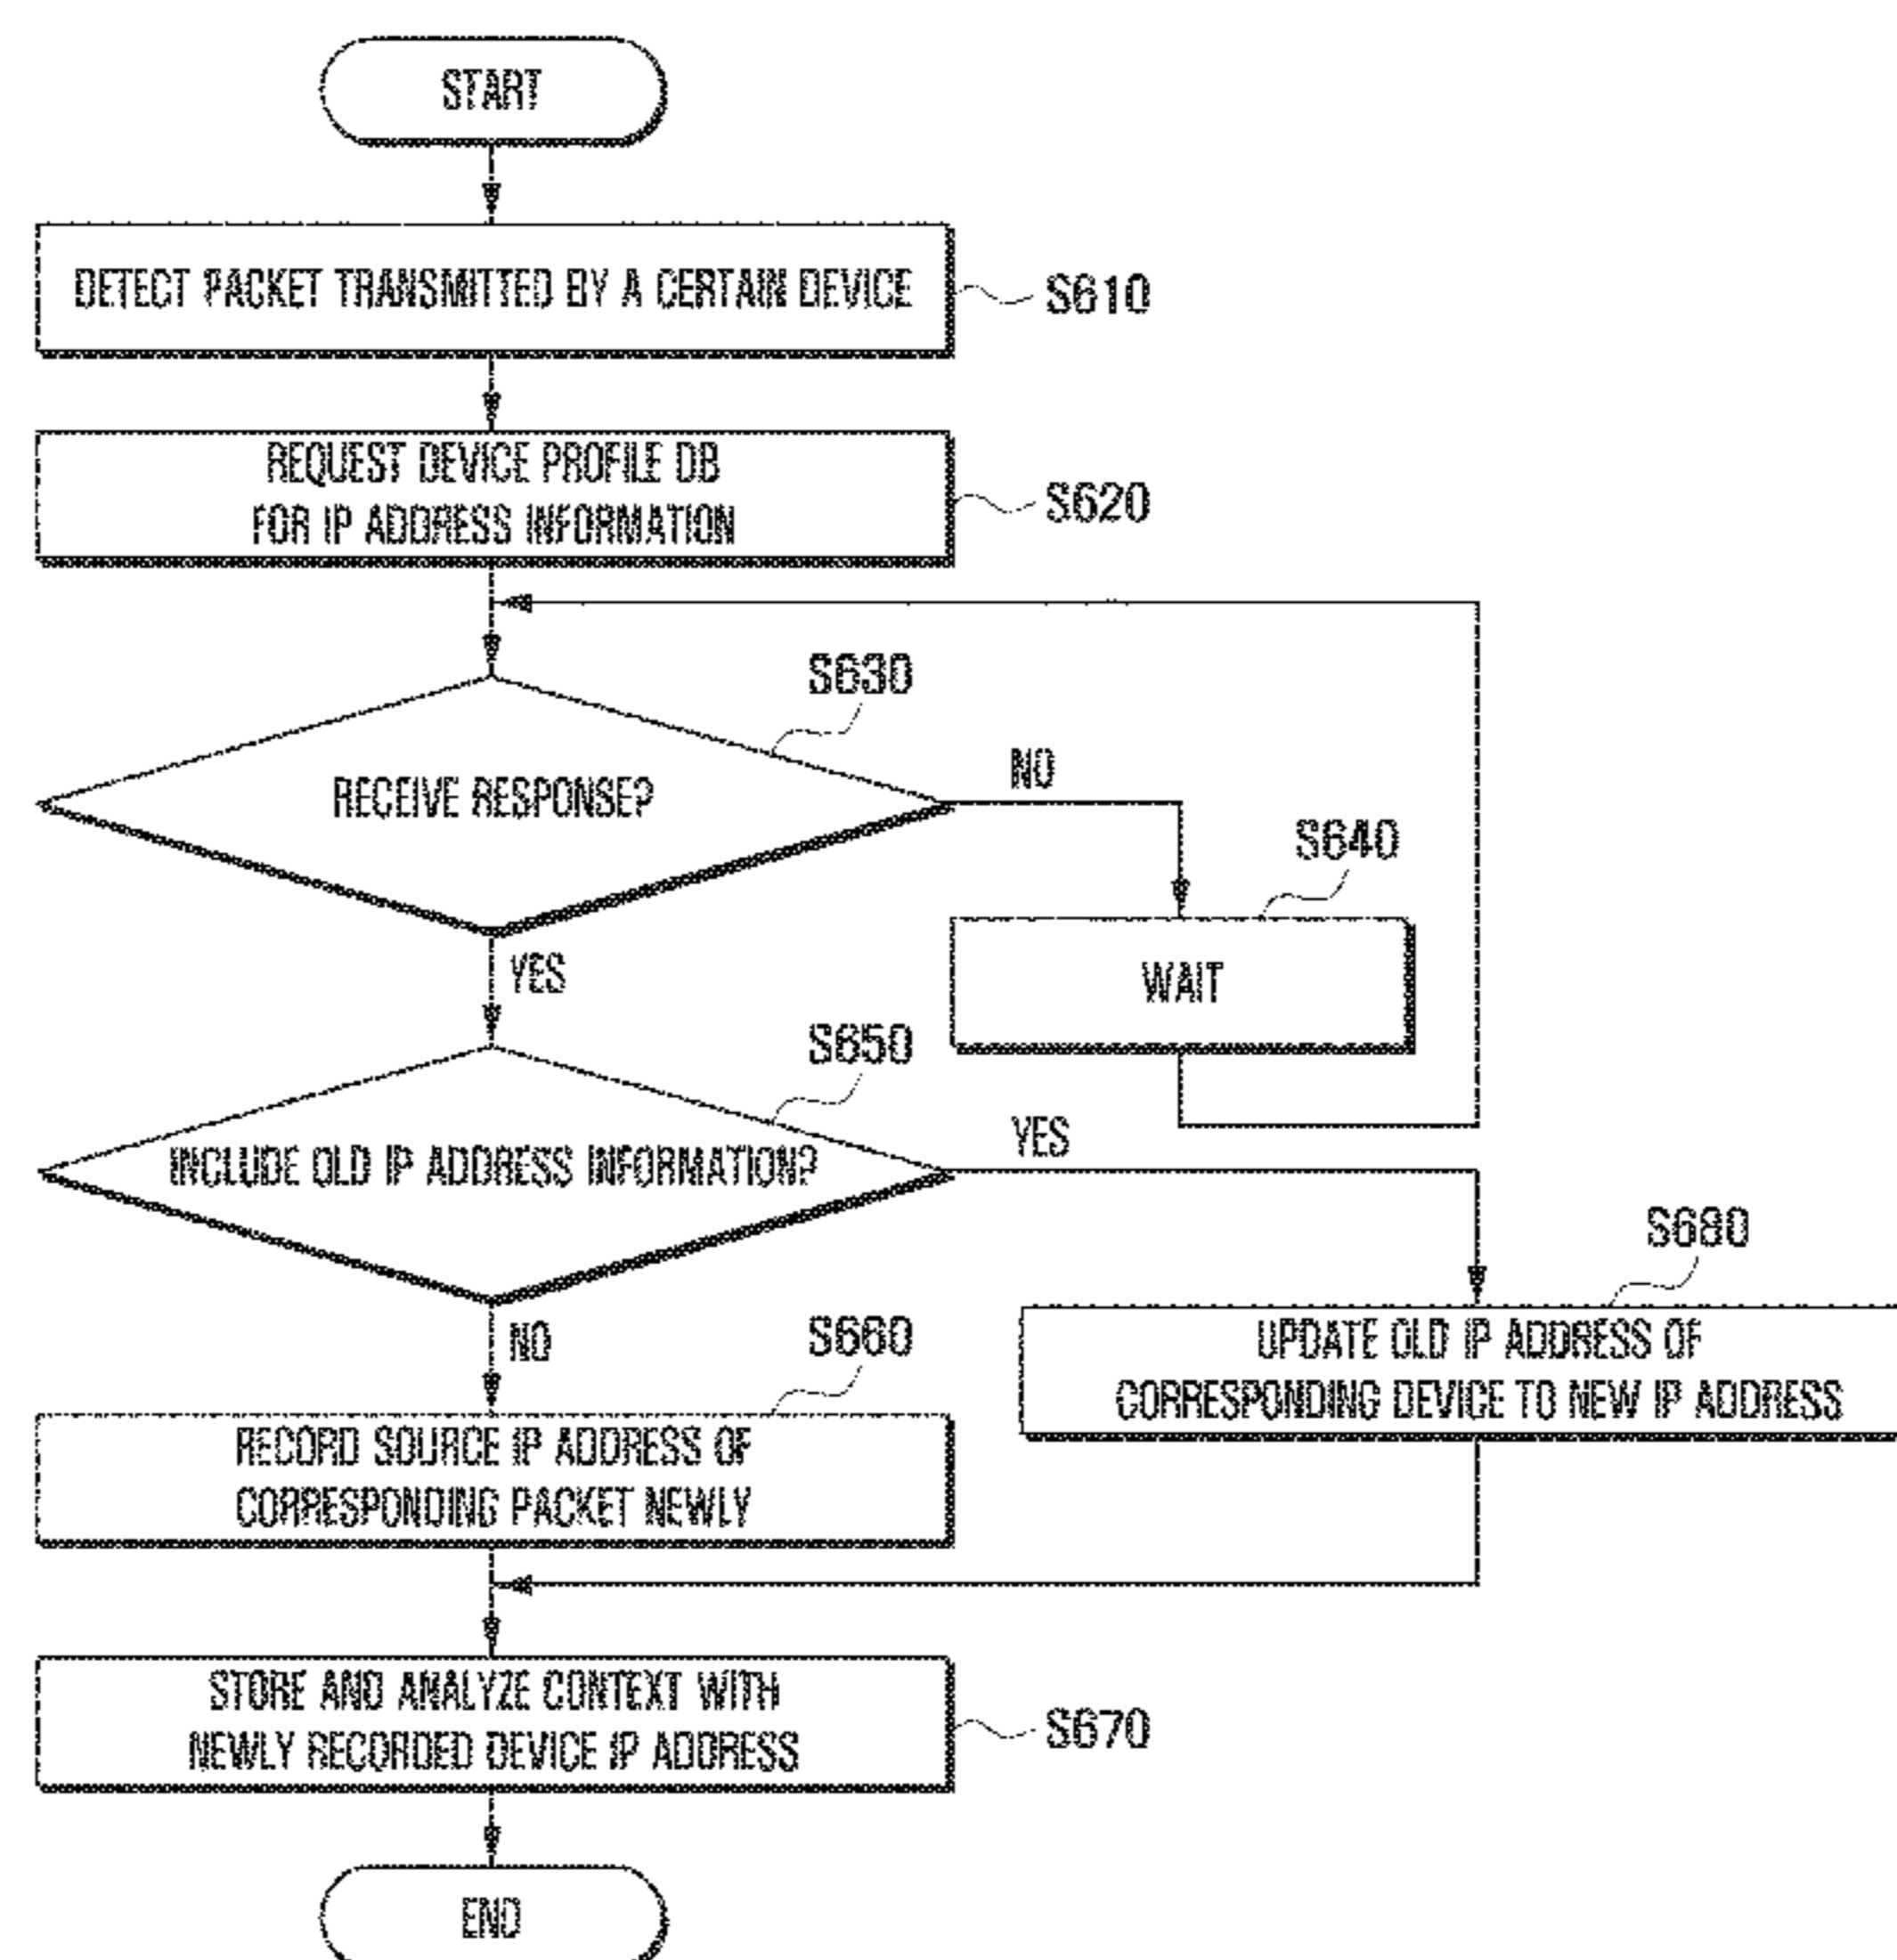 START
DETECT PACKET TRANSMITTED BY A CERTAIN DEVICE
S610
REQUEST DEVICE PROFILE DB
FOR IP ADDRESS INFORMATION
S620
S630
RECEIVE RESPONSE?
NO
S640
WAIT
YES
S650
INCLUDE OLD IP ADDRESS INFORMATION?
YES
S680
UPDATE OLD IP ADDRESS OF
CORRESPONDING DEVICE TO NEW IP ADDRESS
NO
S660
RECORD SOURCE IP ADDRESS OF
CORRESPONDING PACKET NEWLY
STORE AND ANALYZE CONTEXT WITH
NEWLY RECORDED DEVICE IP ADDRESS
S670
END